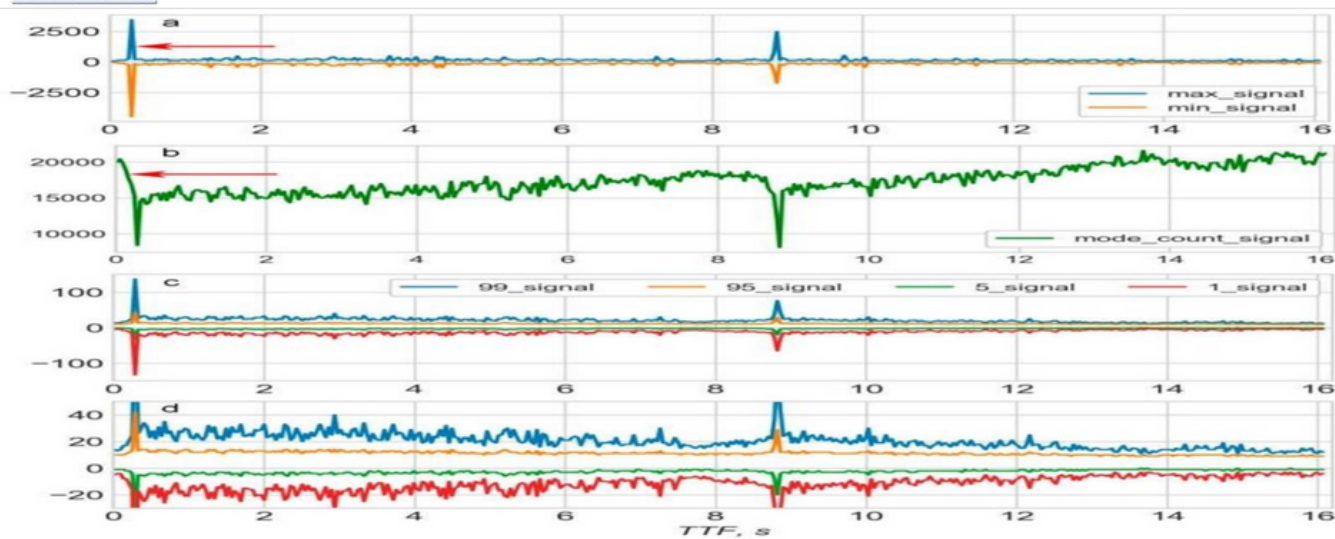 a
2500
0
−2500
max_signal
min_signal
0 2 4 6 8 10 12 14 16
b
20000
15000
10000
mode_count_signal
0 2 4 6 8 10 12 14 16
c
100
0
−100
99_signal 95_signal 5_signal 1_signal
0 2 4 6 8 10 12 14 16
d
40
20
0
−20
0 2 4 6 8 10 12 14 16
TTF, s